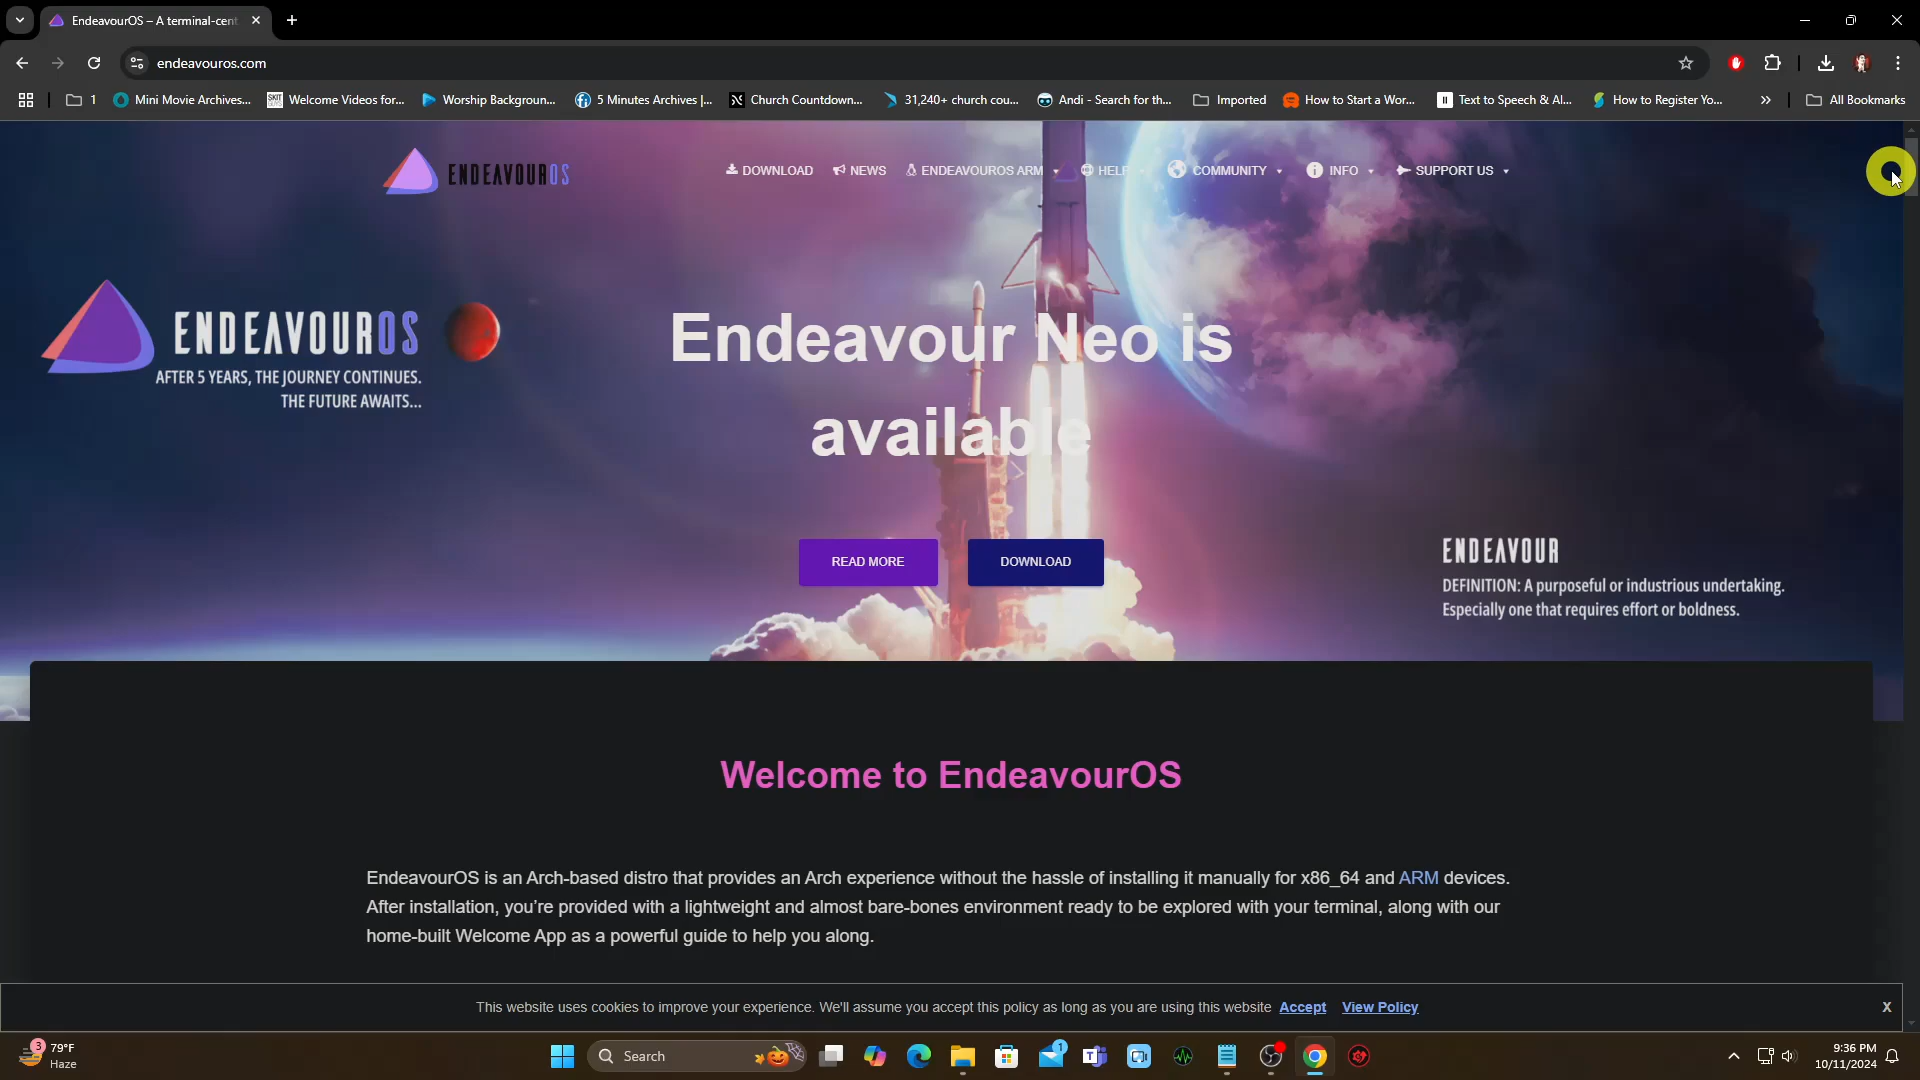 EndeavourOS – A terminal-cent
endeavouros.com
1
Mini Movie Archives...
Welcome Videos for...
Worship Backgroun...
5 Minutes Archives |...
Church Countdown...
31,240+ church cou...
Andi - Search for th...
Imported
How to Start a Wor...
Text to Speech & AI...
How to Register Yo...
»
All Bookmarks
ENDEAVOUROS
DOWNLOAD
NEWS
ENDEAVOUROS ARM
HELP
COMMUNITY
INFO
SUPPORT US
ENDEAVOUROS
AFTER 5 YEARS, THE JOURNEY CONTINUES.
THE FUTURE AWAITS...
Endeavour Neo is
available
READ MORE
DOWNLOAD
ENDEAVOUR
DEFINITION: A purposeful or industrious undertaking.
Especially one that requires effort or boldness.
Welcome to EndeavourOS
EndeavourOS is an Arch-based distro that provides an Arch experience without the hassle of installing it manually for x86_64 and ARM devices.
After installation, you're provided with a lightweight and almost bare-bones environment ready to be explored with your terminal, along with our
home-built Welcome App as a powerful guide to help you along.
This website uses cookies to improve your experience. We'll assume you accept this policy as long as you are using this website Accept View Policy
X
3
79°F
Haze
Search
1
9:36 PM
10/11/2024